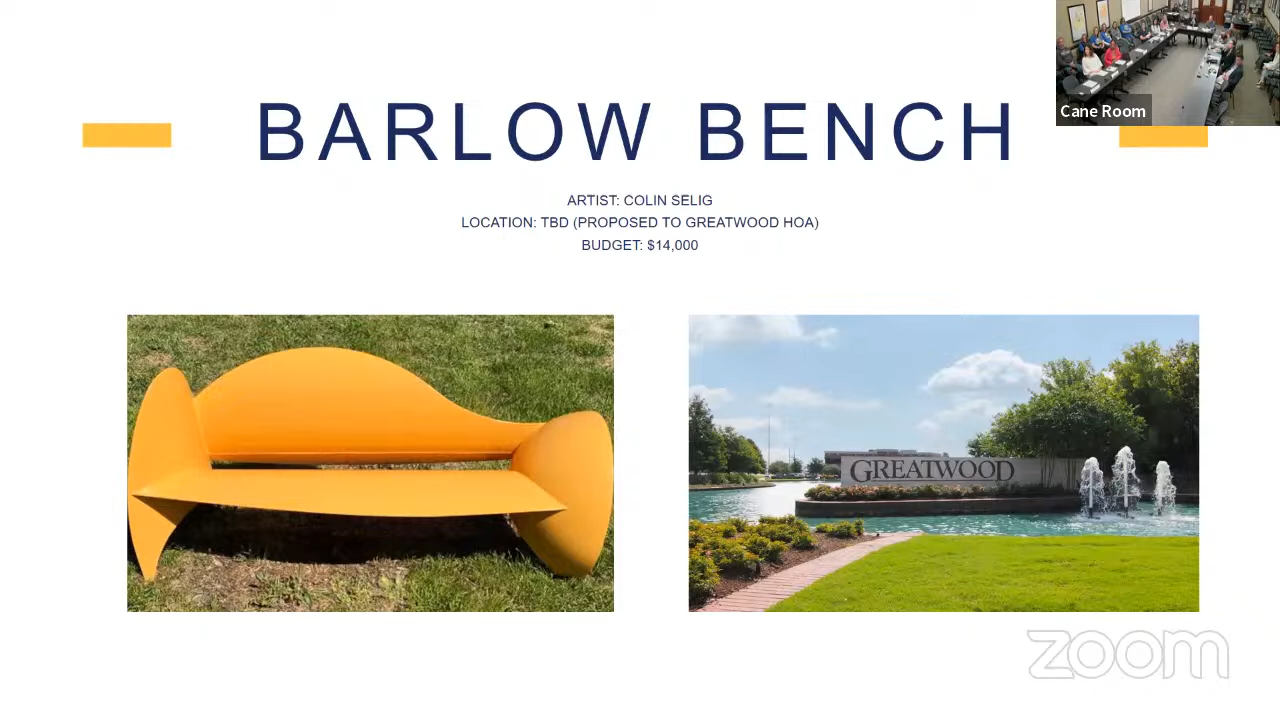 Cane Room
BARLOW BENCH
ARTIST: COLIN SELIG
LOCATION: TBD (PROPOSED TO GREATWOOD HOA)
BUDGET: $14,000
GREATWOOD
zoom